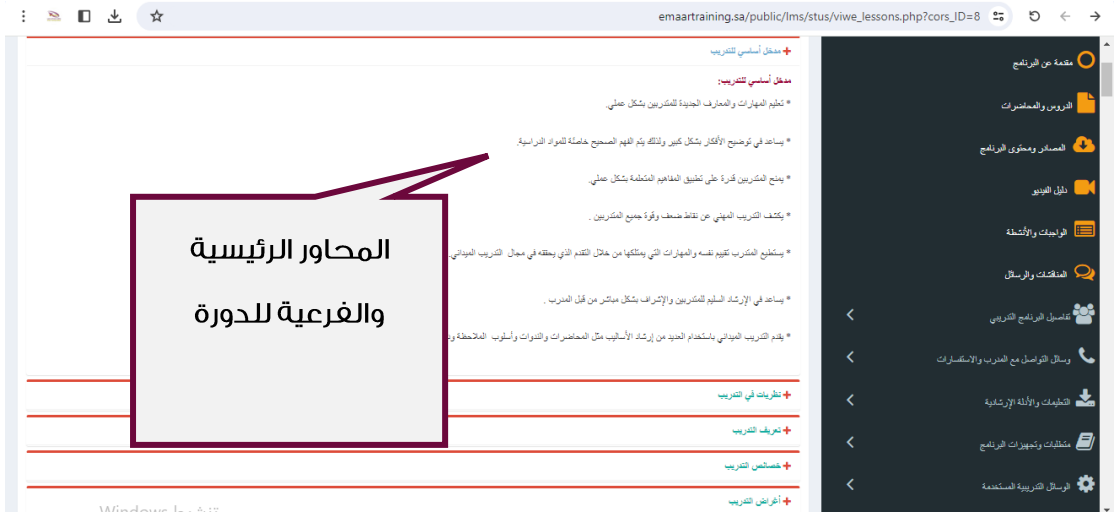 emaartraining.sa/public/lms/stus/viwe_lessons.php?cors_ID=8
مقدمة عن البرنامج
الدروس والمحاضرات
المصادر ومحتوى البرنامج
دليل الفيديو
الواجبات والأنشطة
المناقشات والرسائل
تفاصيل البرنامج التدريبي
وسائل التواصل مع المدرب والاستفسارات
التعليمات والأدلة الإرشادية
متطلبات وتجهيزات البرنامج
الوسائل التدريبية المستخدمة
مدخل أساسي للتدريب
مدخل أساسي للتدريب:
* تعليم المهارات والمعارف الجديدة للمتدربين بشكل عملي.
* يساعد في توضيح الأفكار بشكل كبير ولذلك يتم الفهم الصحيح خاصلة للمواد الدراسية.
* يمنح المتدربين قدرة على تطبيق المفاهيم المتعلمة بشكل عملي.
* يكشف التدريب المهني عن نقاط ضعف وقوة جميع المتدربين .
* يستطيع المتدرب تقييم نفسه والمهارات التي يمتلكها من خلال التقدم الذي يحققه في مجال التدريب الميداني.
* يساعد في الإرشاد السليم للمتدربين والإشراف بشكل مباشر من قبل المدرب .
* يقدم التدريب الميداني باستخدام العديد من إرشاد الأساليب مثل المحاضرات والندوات وأسلوب الملاحظة
المحاور الرئيسية
والفرعية للدورة
نظريات في التدريب
تعريف التدريب
خصائص التدريب
أغراض التدريب